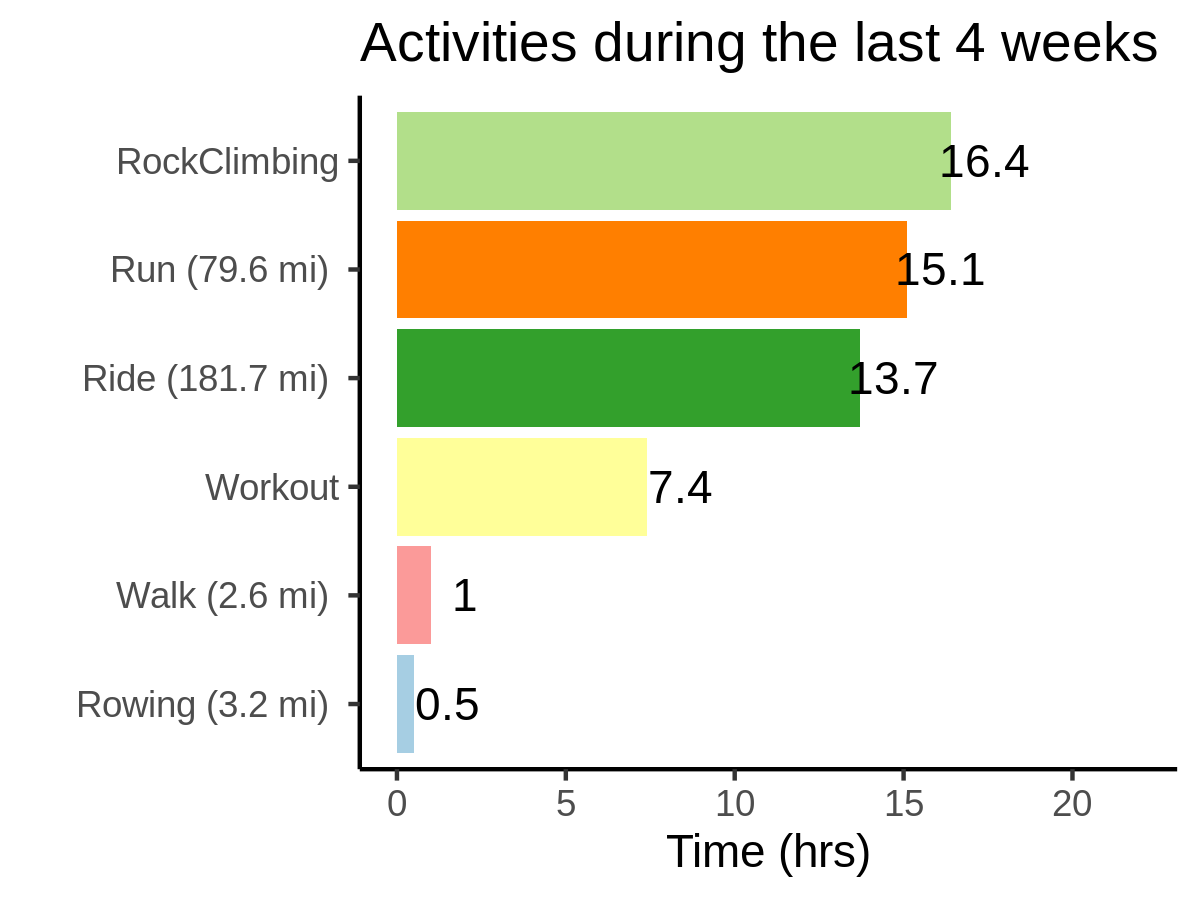 Activities during the last 4 weeks
RockClimbing 16.4
Run (79.6 mi) 15.1
Ride (181.7 mi) 13.7
Workout 7.4
Walk (2.6 mi) 1
Rowing (3.2 mi) 0.5
0 5 10 15 20
Time (hrs)